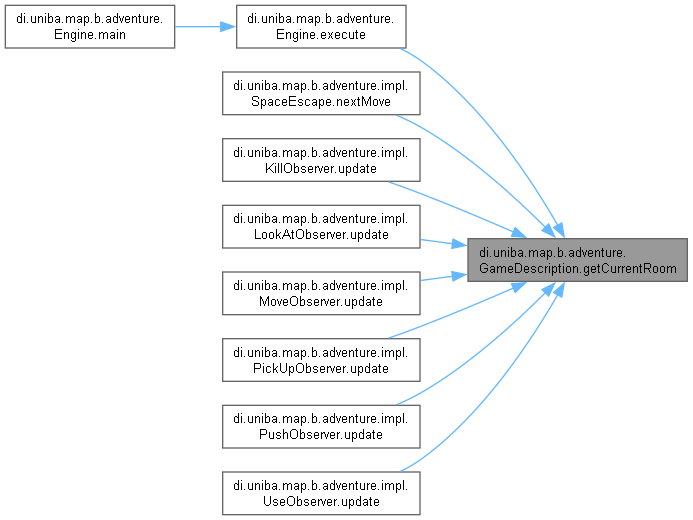 di.uniba.map.b.adventure.
Engine.main
di.uniba.map.b.adventure.
Engine.execute
di.uniba.map.b.adventure.impl.
SpaceEscape.nextMove
di.uniba.map.b.adventure.impl.
KillObserver.update
di.uniba.map.b.adventure.impl.
LookAtObserver.update
di.uniba.map.b.adventure.impl.
MoveObserver.update
di.uniba.map.b.adventure.impl.
PickUpObserver.update
di.uniba.map.b.adventure.impl.
PushObserver.update
di.uniba.map.b.adventure.impl.
UseObserver.update
di.uniba.map.b.adventure.
GameDescription.getCurrentRoom